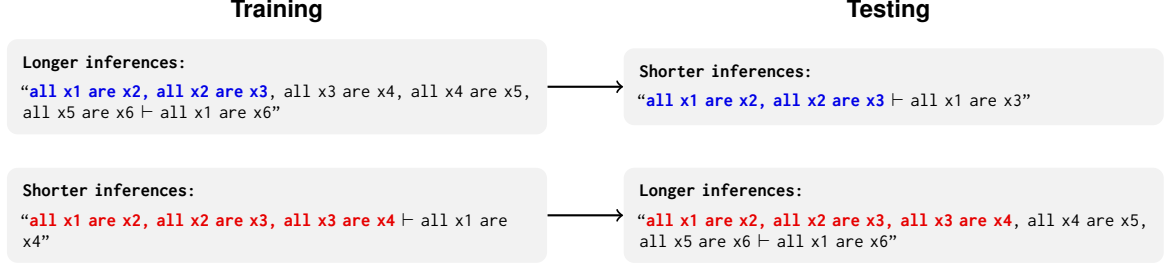 Training
Testing
Longer inferences:
“all x1 are x2, all x2 are x3, all x3 are x4, all x4 are x5,
all x5 are x6 ⊢ all x1 are x6”
Shorter inferences:
“all x1 are x2, all x2 are x3 ⊢ all x1 are x3”
Shorter inferences:
“all x1 are x2, all x2 are x3, all x3 are x4 ⊢ all x1 are
x4”
Longer inferences:
“all x1 are x2, all x2 are x3, all x3 are x4, all x4 are x5,
all x5 are x6 ⊢ all x1 are x6”